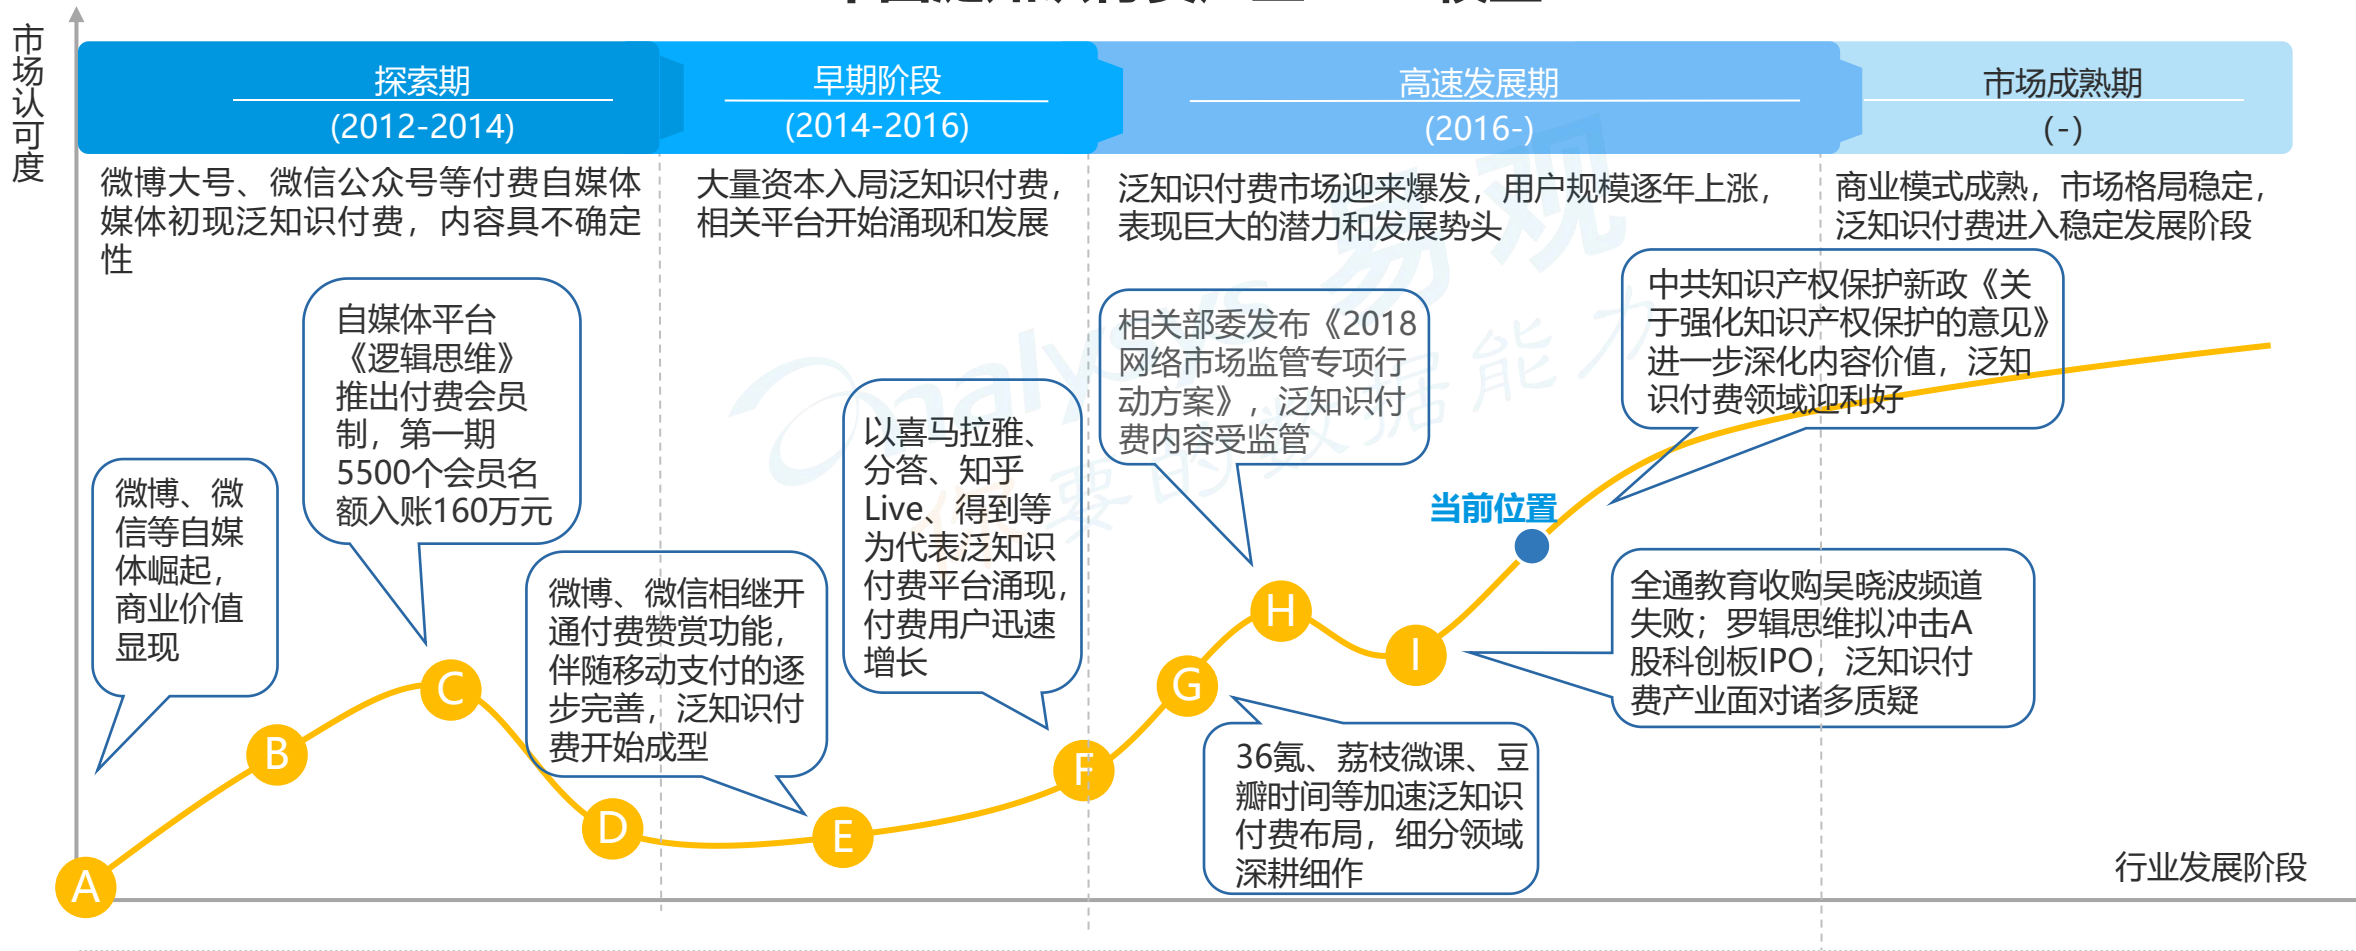 市场认可度
探索期
(2012-2014)
早期阶段
(2014-2016)
高速发展期
(2016-)
市场成熟期
(-)
微博大号、微信公众号等付费自媒体
媒体初现泛知识付费，内容具不确定
性
大量资本入局泛知识付费，
相关平台开始涌现和发展
泛知识付费市场迎来爆发，用户规模逐年上涨，
表现巨大的潜力和发展势头
商业模式成熟，市场格局稳定，
泛知识付费进入稳定发展阶段
微博、微
信等自媒
体崛起，
商业价值
显现
自媒体平台
《逻辑思维》
推出付费会员
制，第一期
5500个会员名
额入账160万元
微博、微信相继开
通付费赞赏功能，
伴随移动支付的逐
步完善，泛知识付
费开始成型
以喜马拉雅、
分答、知乎
Live、得到等
为代表泛知识
付费平台涌现，
付费用户迅速
增长
相关部委发布《2018
网络市场监管专项行
动方案》，泛知识付
费内容受监管
中共知识产权保护新政《关
于强化知识产权保护的意见》
进一步深化内容价值，泛知
识付费领域迎利好
当前位置
全通教育收购吴晓波频道
失败；罗辑思维拟冲击A
股科创板IPO，泛知识付
费产业面对诸多质疑
36氪、荔枝微课、豆
瓣时间等加速泛知识
付费布局，细分领域
深耕细作
A
B
C
D
E
F
G
H
I
行业发展阶段
nalysys 易观
你要的数据能力